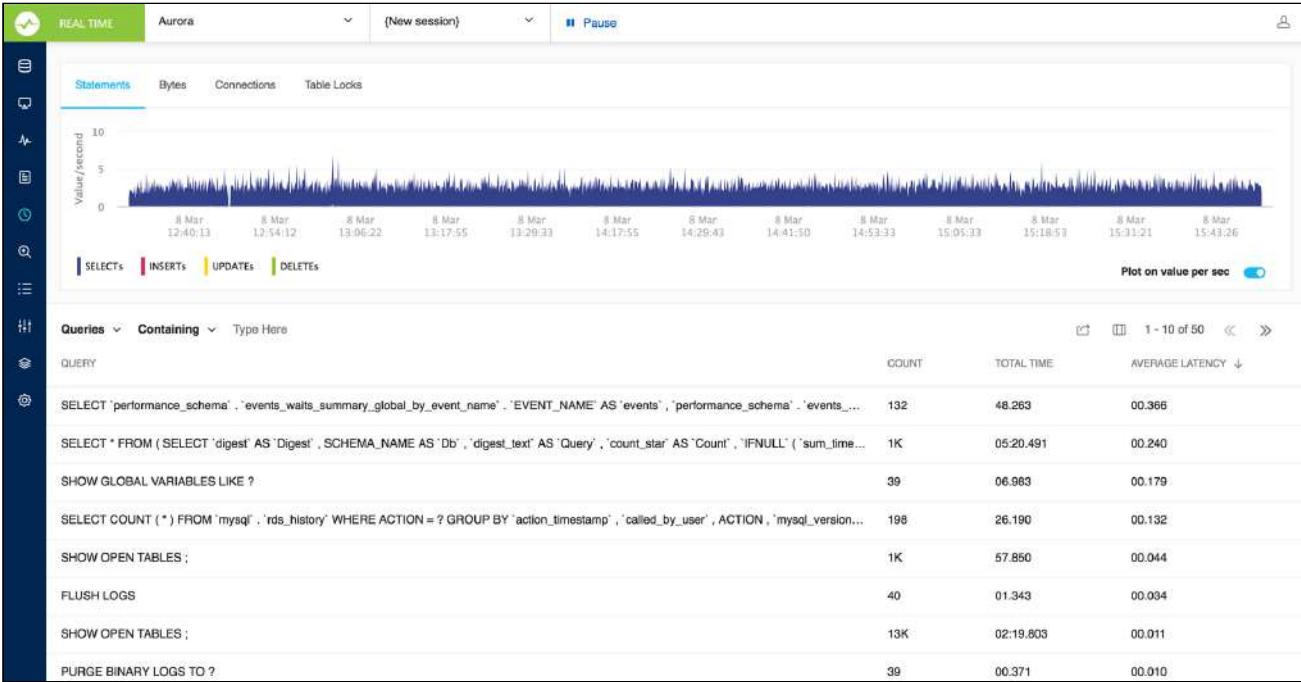 REAL TIME Aurora {New session} Pause
Statements Bytes Connections Table Locks
Value/second
10
5
0
8 Mar 12:40:13
8 Mar 12:54:12
8 Mar 13:06:22
8 Mar 13:17:55
8 Mar 13:29:33
8 Mar 14:17:55
8 Mar 14:29:43
8 Mar 14:41:50
8 Mar 14:53:33
8 Mar 15:05:33
8 Mar 15:18:53
8 Mar 15:31:21
8 Mar 15:43:26
SELECTs INSERTs UPDATEs DELETEs
Plot on value per sec
Queries Containing Type Here 1 - 10 of 50
QUERY COUNT TOTAL TIME AVERAGE LATENCY
SELECT `performance_schema` . `events_waits_summary_global_by_event_name` . `EVENT_NAME` AS `events` , `performance_schema` . `events_... 132 48.263 00.366
SELECT * FROM ( SELECT `digest` AS `Digest` , SCHEMA_NAME AS `Db` , `digest_text` AS `Query` , `count_star` AS `Count` , `IFNULL` ( `sum_time... 1K 05:20.491 00.240
SHOW GLOBAL VARIABLES LIKE ? 39 06.983 00.179
SELECT COUNT ( * ) FROM `mysql` . `rds_history` WHERE ACTION = ? GROUP BY `action_timestamp` , `called_by_user` , ACTION , `mysql_version... 198 26.190 00.132
SHOW OPEN TABLES ; 1K 57.850 00.044
FLUSH LOGS 40 01.343 00.034
SHOW OPEN TABLES ; 13K 02:19.803 00.011
PURGE BINARY LOGS TO ? 39 00.371 00.010